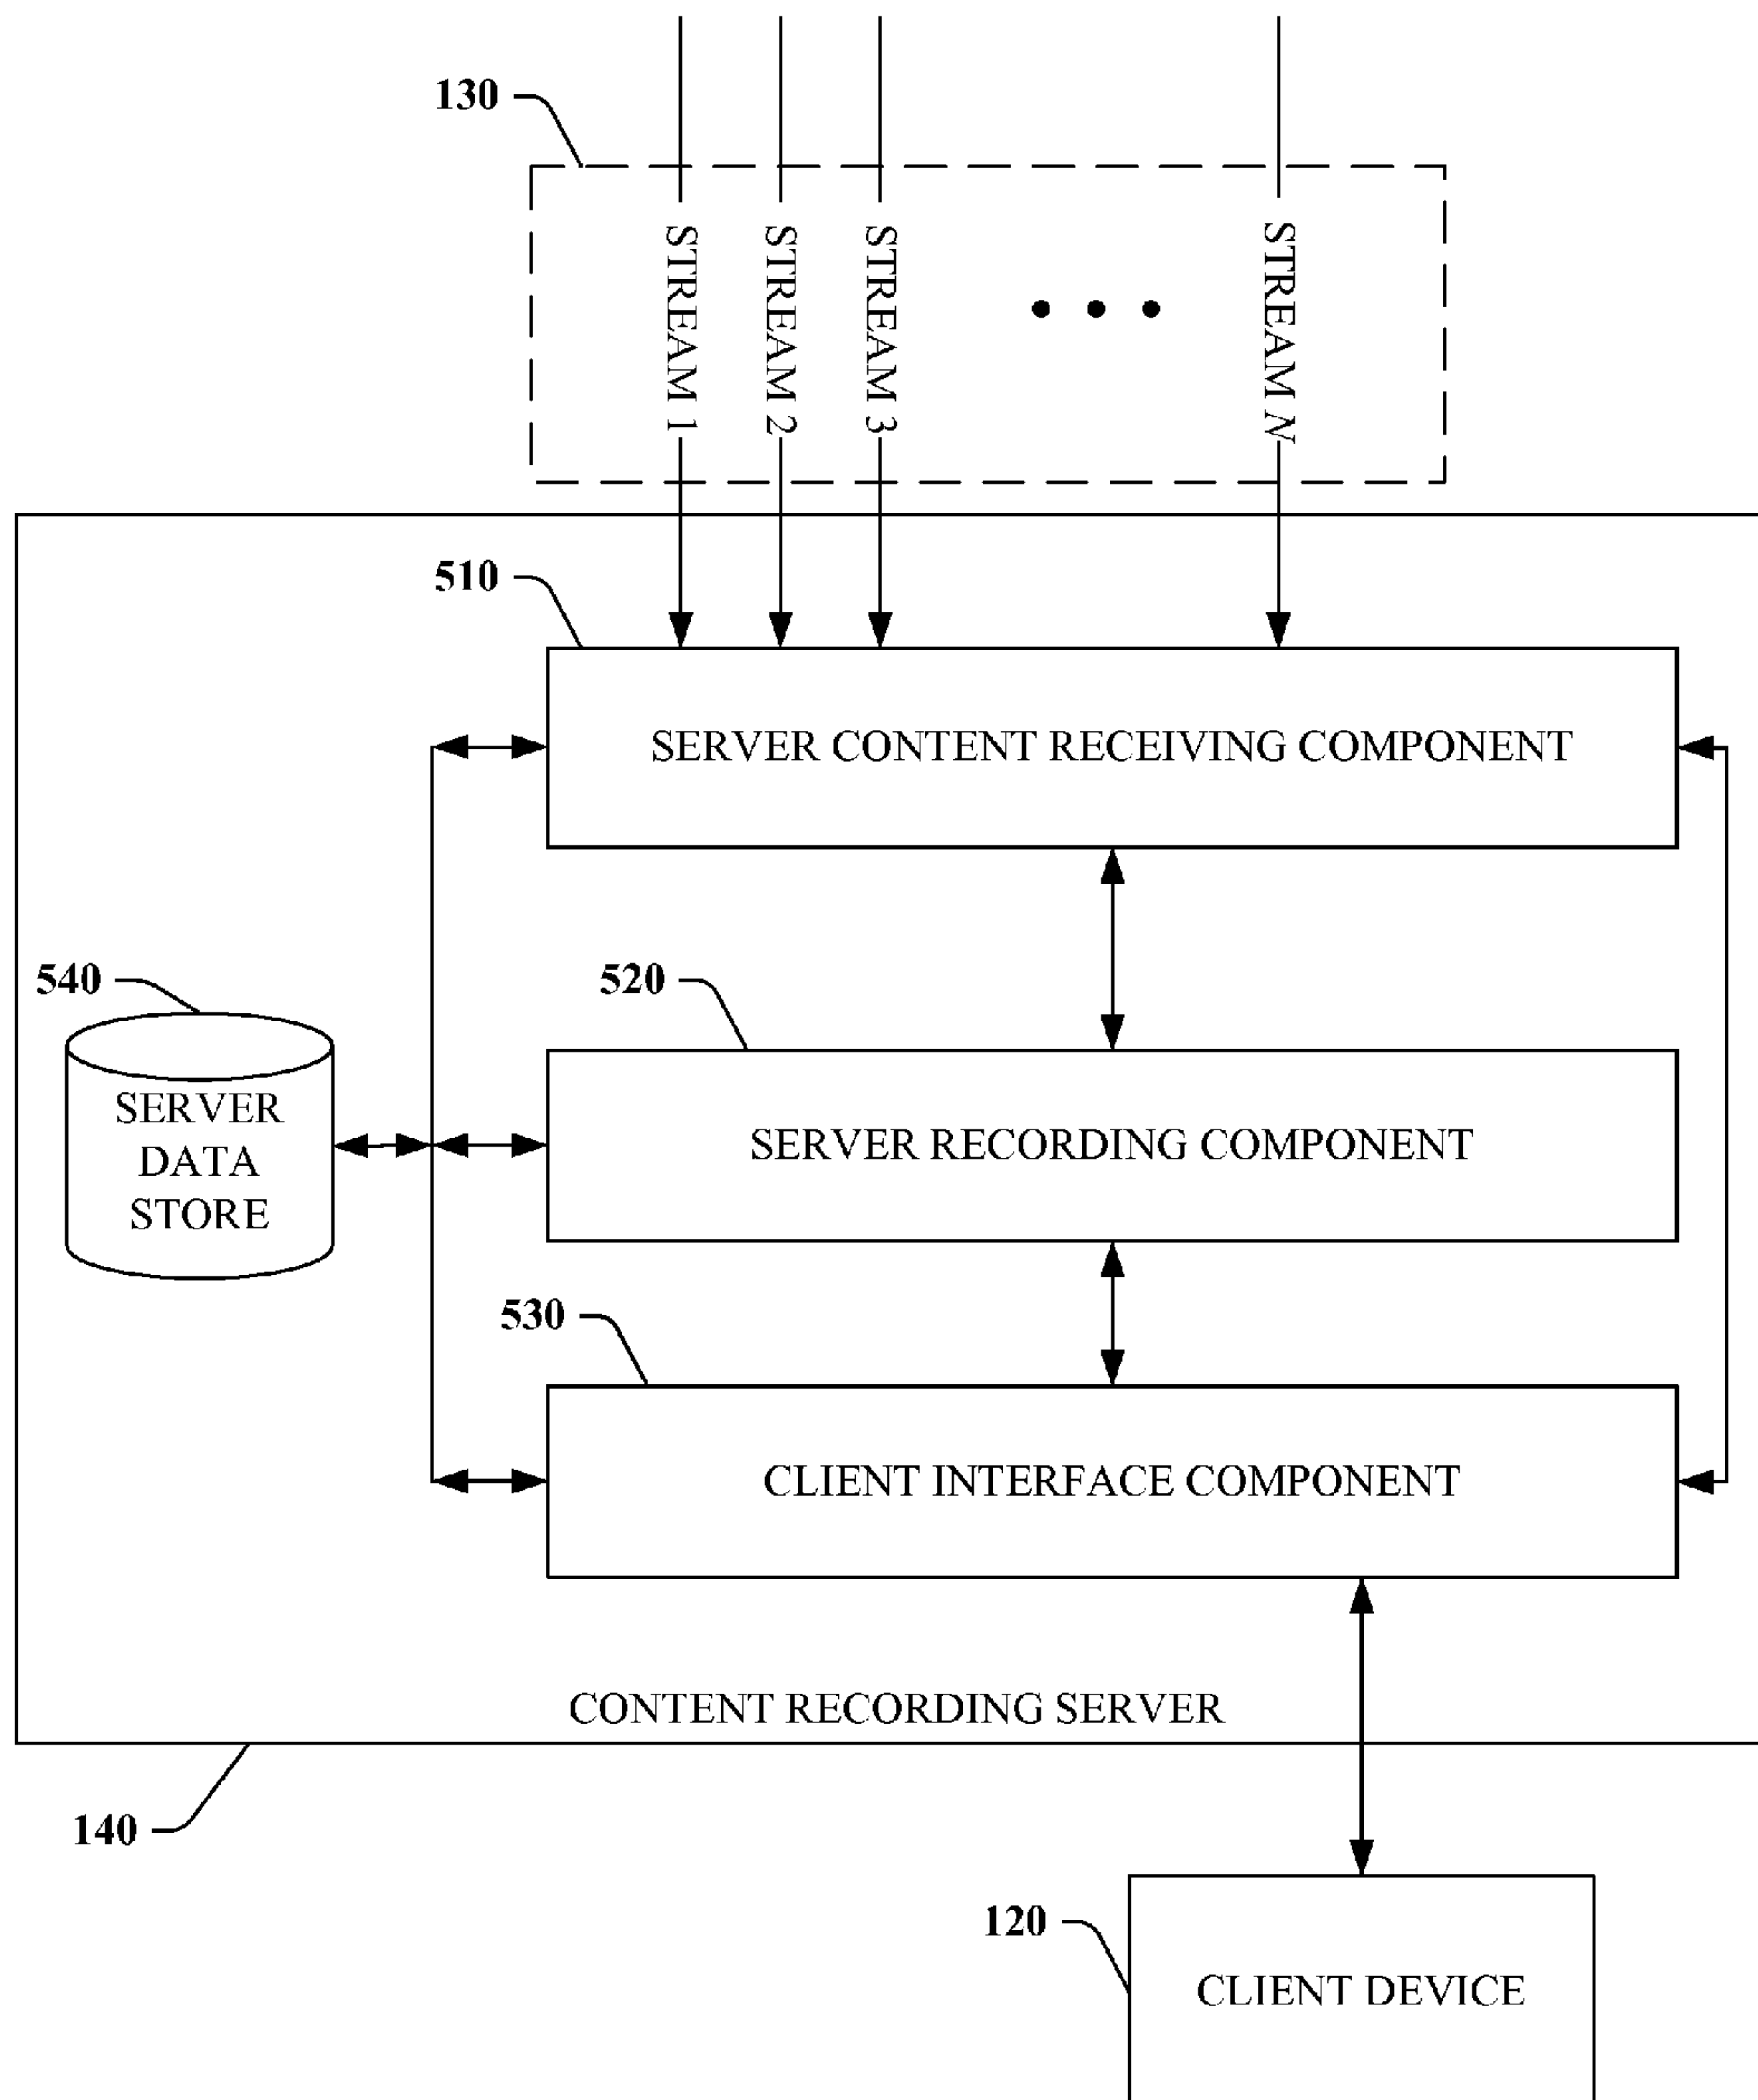 130
STREAM 1
STREAM 2
STREAM 3
STREAM N
510
SERVER CONTENT RECEIVING COMPONENT
540
520
SERVER
DATA
STORE
SERVER RECORDING COMPONENT
530
CLIENT INTERFACE COMPONENT
CONTENT RECORDING SERVER
140
120
CLIENT DEVICE